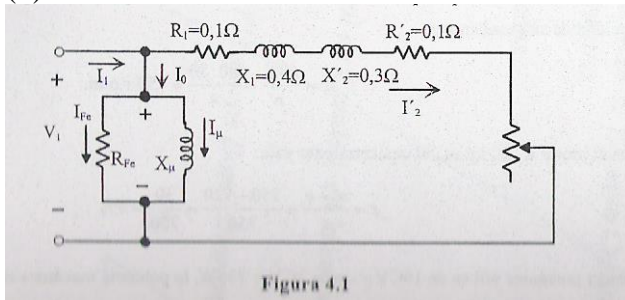 R₁=0,1Ω
R´₂=0,1Ω
I₁
I₀
X₁=0,4Ω X´₂=0,3Ω
I´₂
+
+
I_Fe
I_μ
V₁
R_Fe
X_μ
Figura 4.1